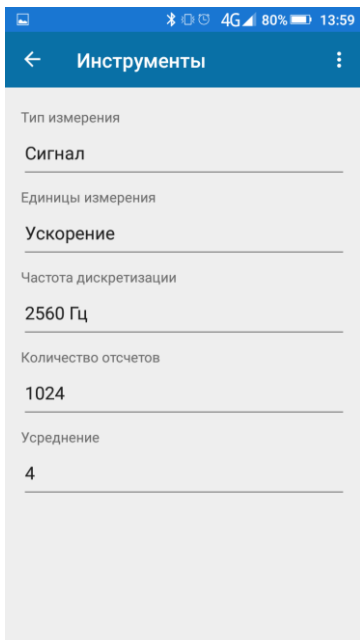 4G 80% 13:59
Инструменты
Тип измерения
Сигнал
Единицы измерения
Ускорение
Частота дискретизации
2560 Гц
Количество отсчетов
1024
Усреднение
4